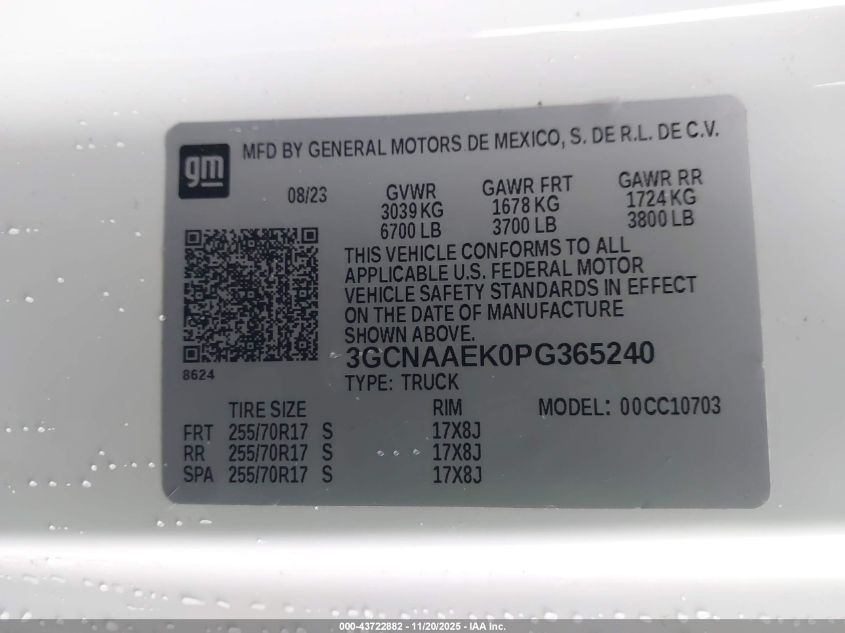 gm
MFD BY GENERAL MOTORS DE MEXICO, S. DE R.L. DE C.V.
08/23
GVWR GAWR FRT GAWR RR
3039 KG 1678 KG 1724 KG
6700 LB 3700 LB 3800 LB
THIS VEHICLE CONFORMS TO ALL
APPLICABLE U.S. FEDERAL MOTOR
VEHICLE SAFETY STANDARDS IN EFFECT
ON THE DATE OF MANUFACTURE
SHOWN ABOVE.
3GCNAAEK0PG365240
8624
TYPE: TRUCK
TIRE SIZE RIM MODEL: 00CC10703
FRT 255/70R17 S 17X8J
RR 255/70R17 S 17X8J
SPA 255/70R17 S 17X8J
000-43722882 - 11/20/2025 - IAA, Inc.